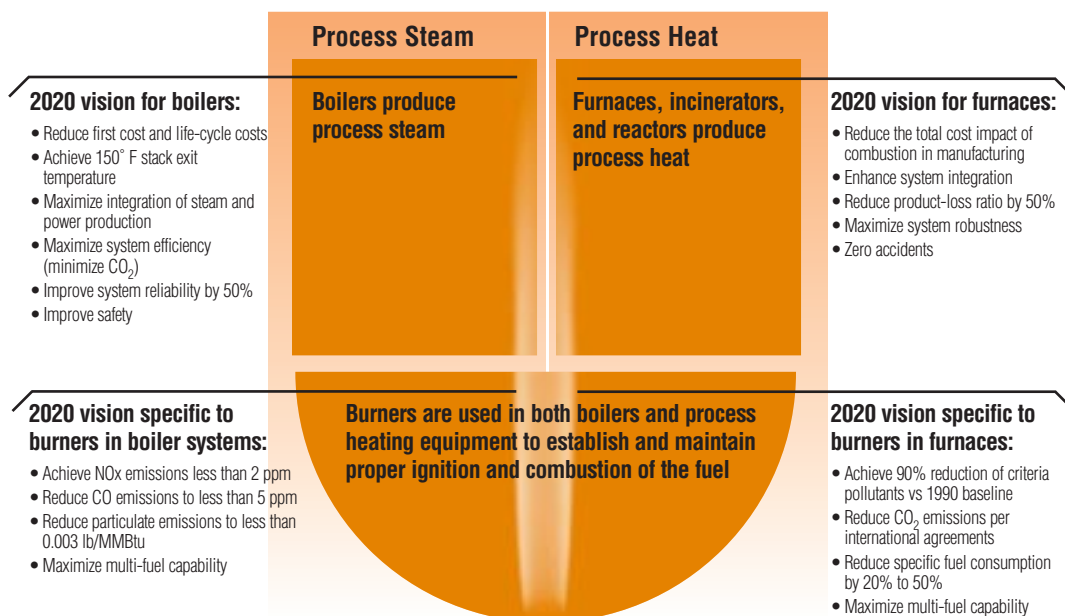 Process Steam
Process Heat
2020 vision for boilers:
• Reduce first cost and life-cycle costs
• Achieve 150° F stack exit
temperature
• Maximize integration of steam and
power production
• Maximize system efficiency
(minimize CO₂)
• Improve system reliability by 50%
• Improve safety
Boilers produce
process steam
Furnaces, incinerators,
and reactors produce
process heat
2020 vision for furnaces:
• Reduce the total cost impact of
combustion in manufacturing
• Enhance system integration
• Reduce product-loss ratio by 50%
• Maximize system robustness
• Zero accidents
2020 vision specific to
burners in boiler systems:
• Achieve NOx emissions less than 2 ppm
• Reduce CO emissions to less than 5 ppm
• Reduce particulate emissions to less than
0.003 lb/MMBtu
• Maximize multi-fuel capability
Burners are used in both boilers and process
heating equipment to establish and maintain
proper ignition and combustion of the fuel
2020 vision specific to
burners in furnaces:
• Achieve 90% reduction of criteria
pollutants vs 1990 baseline
• Reduce CO₂ emissions per
international agreements
• Reduce specific fuel consumption
by 20% to 50%
• Maximize multi-fuel capability